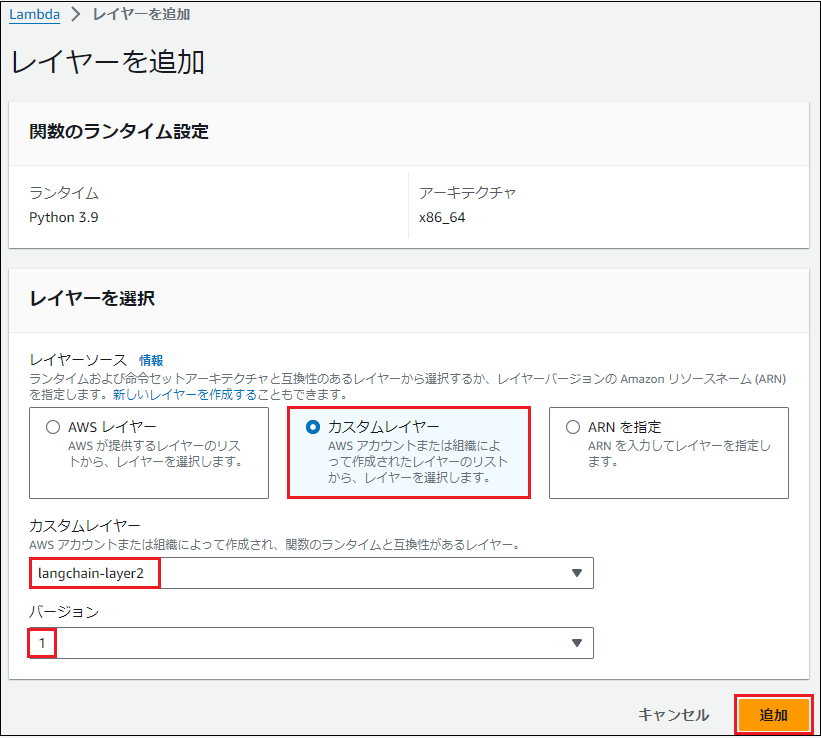 Lambda > レイヤーを追加
レイヤーを追加
関数のランタイム設定
ランタイム
Python 3.9
アーキテクチャ
x86_64
レイヤーを選択
レイヤーソース 情報
ランタイムおよび命令セットアーキテクチャと互換性のあるレイヤーから選択するか、レイヤーバージョンの Amazon リソースネーム (ARN)
を指定します。新しいレイヤーを作成することもできます。
AWS レイヤー
AWS が提供するレイヤーのリス
トから、レイヤーを選択します。
カスタムレイヤー
AWS アカウントまたは組織によ
って作成されたレイヤーのリスト
から、レイヤーを選択します。
ARN を指定
ARN を入力してレイヤーを指定し
ます。
カスタムレイヤー
AWS アカウントまたは組織によって作成され、関数のランタイムと互換性があるレイヤー。
langchain-layer2
バージョン
1
キャンセル
追加